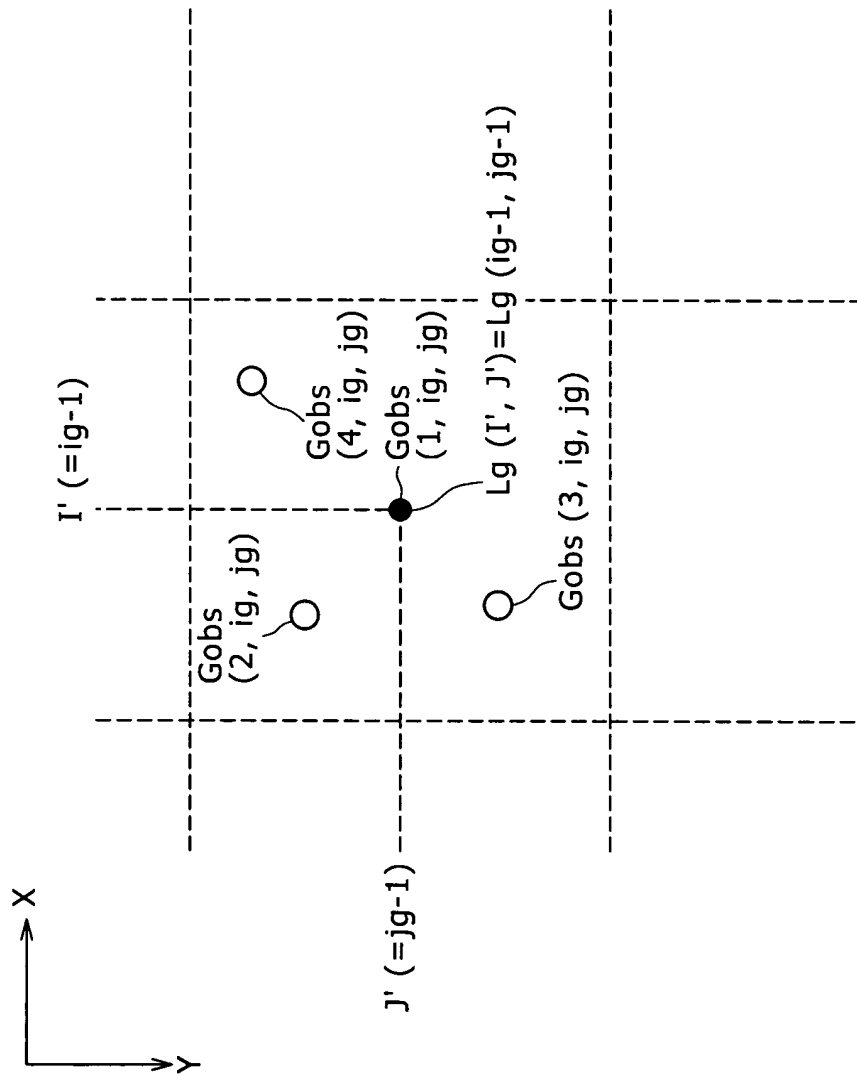 X
I' (=ig-1)
Y
Gobs
(2, ig, jg)
Gobs
(4, ig, jg)
J' (=jg-1)
Gobs
(1, ig, jg)
Lg (I', J')=Lg (ig-1, jg-1)
Gobs (3, ig, jg)